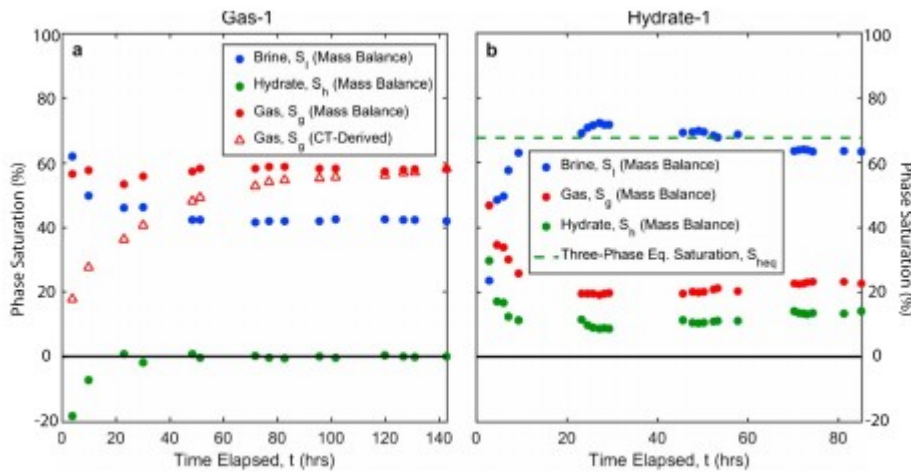 Gas-1
Hydrate-1
a
b
Brine, S_l (Mass Balance)
Hydrate, S_h (Mass Balance)
Gas, S_g (Mass Balance)
Gas, S_g (CT-Derived)
Brine, S_l (Mass Balance)
Gas, S_g (Mass Balance)
Hydrate, S_h (Mass Balance)
Three-Phase Eq. Saturation, S_heq
100
80
60
40
20
0
-20
Phase Saturation (%)
0 20 40 60 80 100 120 140
Time Elapsed, t (hrs)
0 20 40 60 80
Time Elapsed, t (hrs)
100
80
60
40
20
0
-20
Phase Saturation (%)